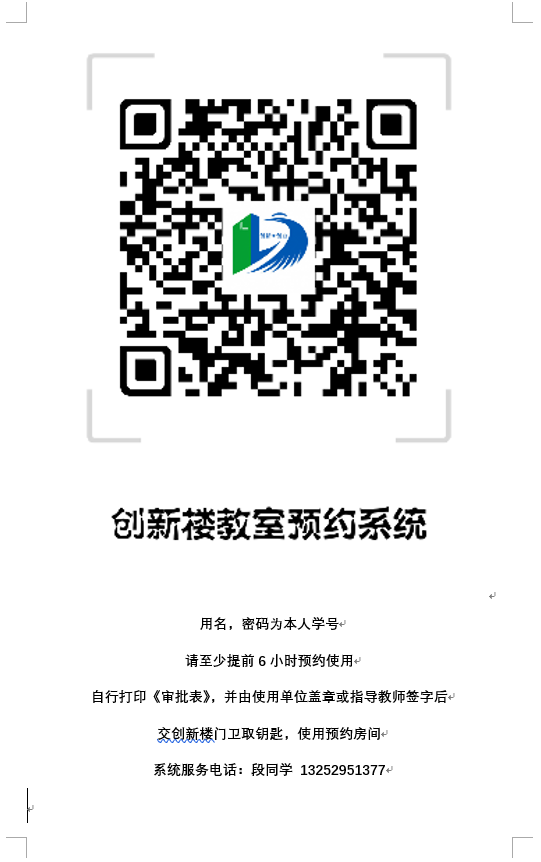 创新楼教室预约系统
用名，密码为本人学号
请至少提前 6 小时预约使用
自行打印《审批表》，并由使用单位盖章或指导教师签字后
交创新楼门卫取钥匙，使用预约房间
系统服务电话：段同学 13252951377